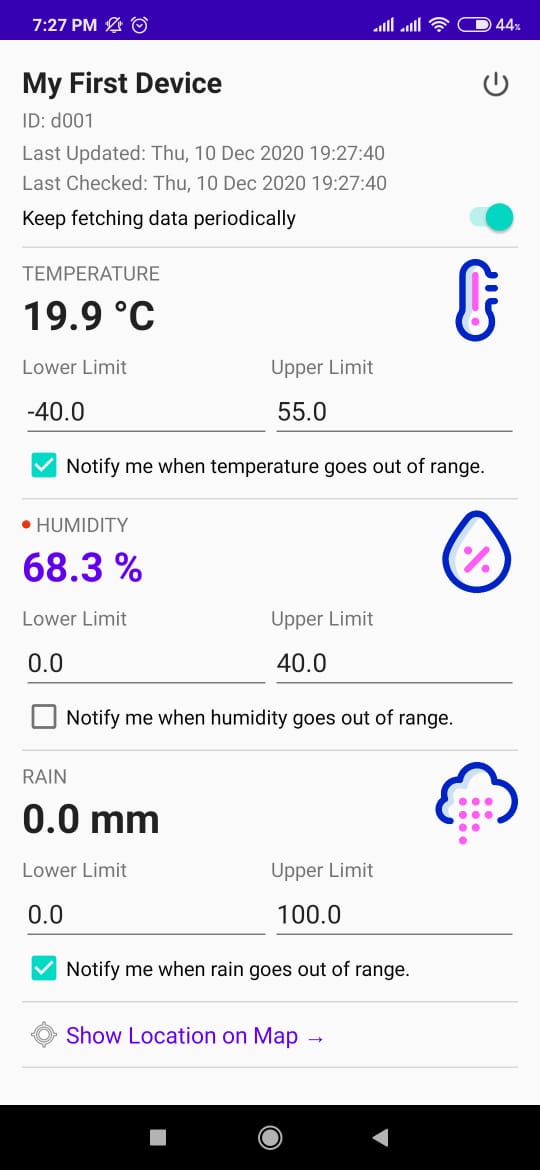 7:27 PM 44%
My First Device
ID: d001
Last Updated: Thu, 10 Dec 2020 19:27:40
Last Checked: Thu, 10 Dec 2020 19:27:40
Keep fetching data periodically
TEMPERATURE
19.9 °C
Lower Limit Upper Limit
-40.0 55.0
Notify me when temperature goes out of range.
HUMIDITY
68.3 %
Lower Limit Upper Limit
0.0 40.0
Notify me when humidity goes out of range.
RAIN
0.0 mm
Lower Limit Upper Limit
0.0 100.0
Notify me when rain goes out of range.
Show Location on Map →